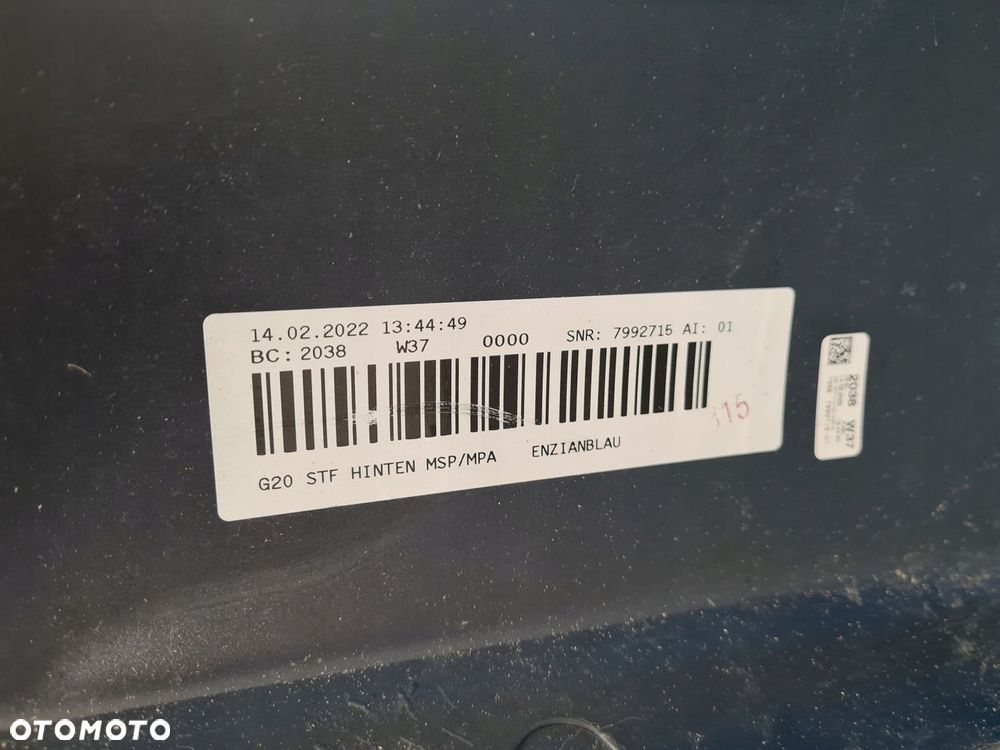 14.02.2022 13:44:49
BC: 2038 W37 0000 SNR: 7992715 AI: 01
115
G20 STF HINTEN MSP/MPA ENZIANBLAU
2038 W37
OTOMOTO